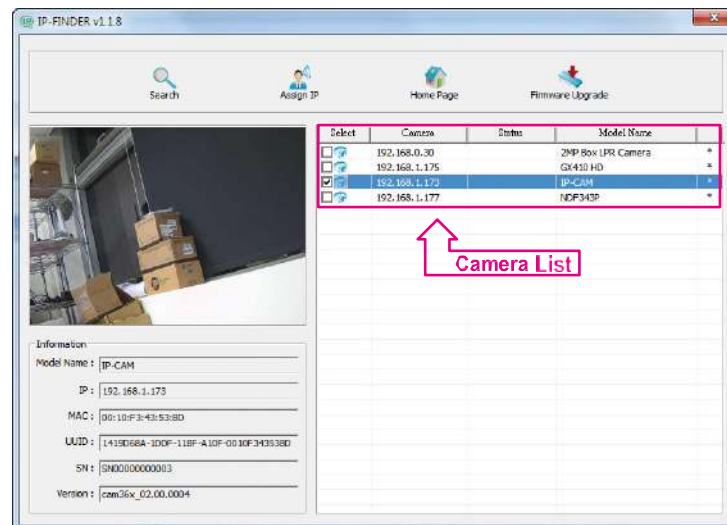 IP-FINDER v1.1.8
Search
Assign IP
Home Page
Firmware Upgrade
Select Camera Status Model Name
192.168.0.30 2MP Box LPR Camera *
192.168.1.175 GX410 HD *
192.168.1.173 IP-CAM *
192.168.1.177 NDF343P *
Camera List
Information
Model Name : IP-CAM
IP : 192.168.1.173
MAC : 00:10:F3:43:53:8D
UUID : 1419D68A-1DDF-11BF-A10F-0010F343538D
SN : SN00000000003
Version : cam36x_02.00.0004